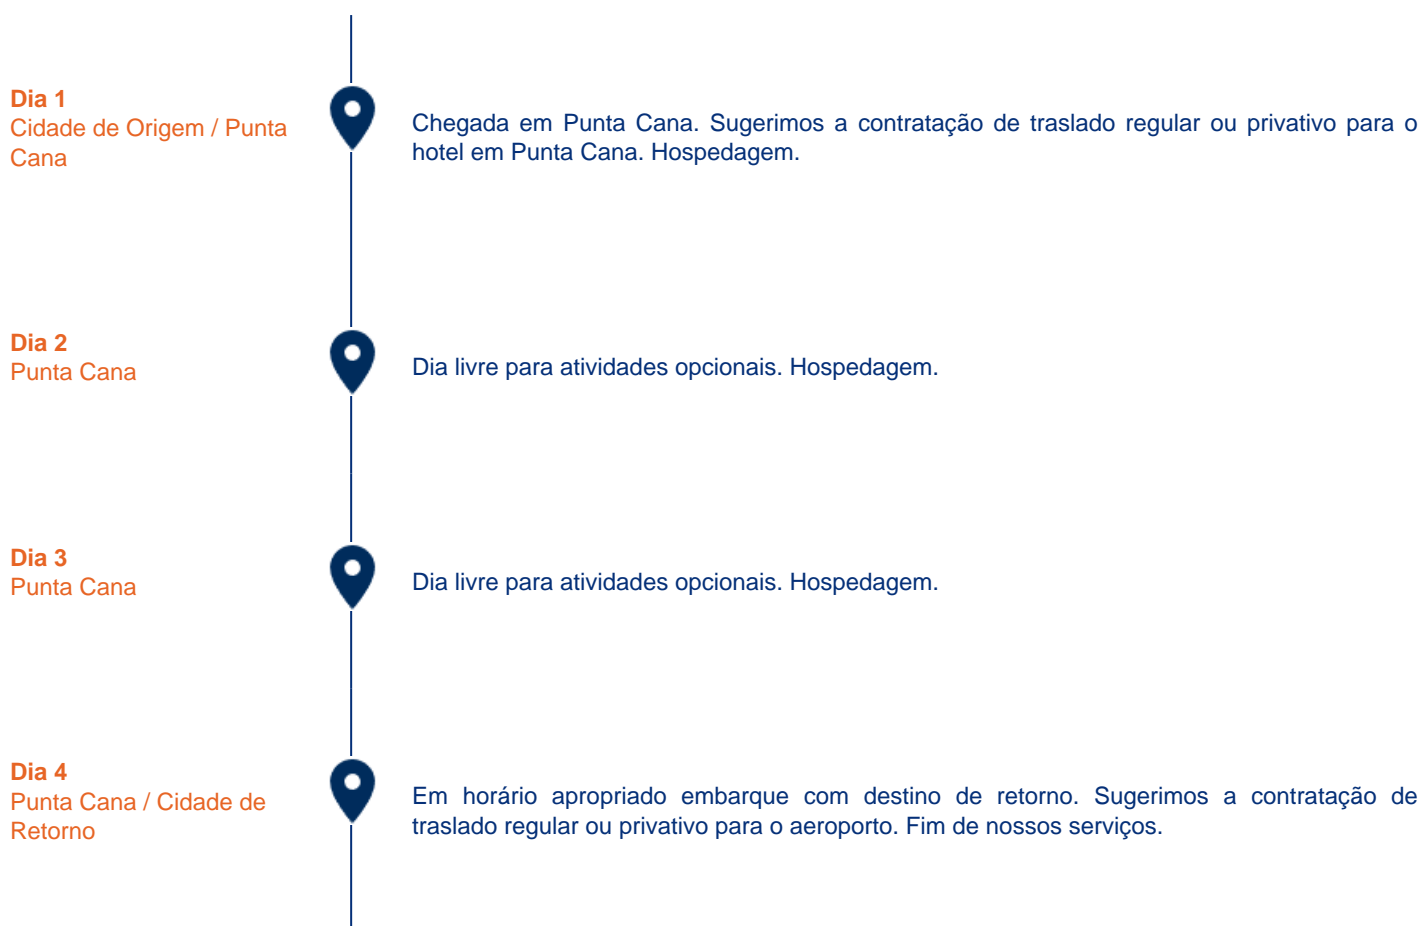 Dia 1
Cidade de Origem / Punta
Cana
Chegada em Punta Cana. Sugerimos a contratação de traslado regular ou privativo para o
hotel em Punta Cana. Hospedagem.
Dia 2
Punta Cana
Dia livre para atividades opcionais. Hospedagem.
Dia 3
Punta Cana
Dia livre para atividades opcionais. Hospedagem.
Dia 4
Punta Cana / Cidade de
Retorno
Em horário apropriado embarque com destino de retorno. Sugerimos a contratação de
traslado regular ou privativo para o aeroporto. Fim de nossos serviços.